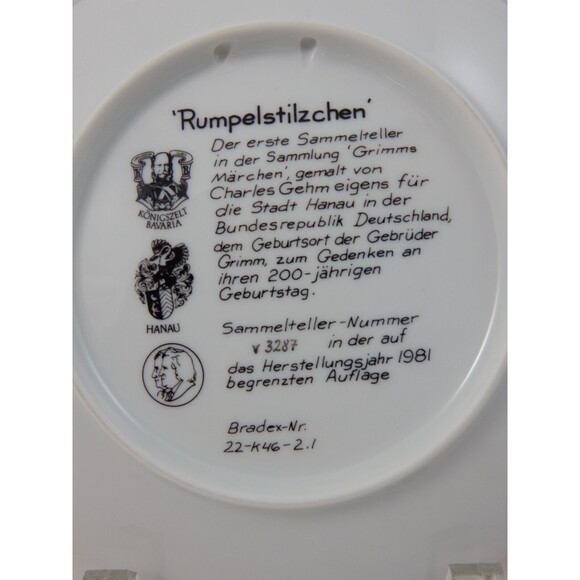 'Rumpelstilzchen'
Der erste Sammelteller
in der Sammlung 'Grimms
Märchen', gemalt von
Charles Gehm eigens für
die Stadt Hanau in der
Bundesrepublik Deutschland,
dem Geburtsort der Gebrüder
Grimm, zum Gedenken an
ihren 200-jährigen
Geburtstag.
KÖNIGSZELT
BAVARIA
HANAU
Sammelteller-Nummer
V 3287 in der auf
das Herstellungsjahr 1981
begrenzten Auflage
Bradex-Nr.
22-K46-2.1